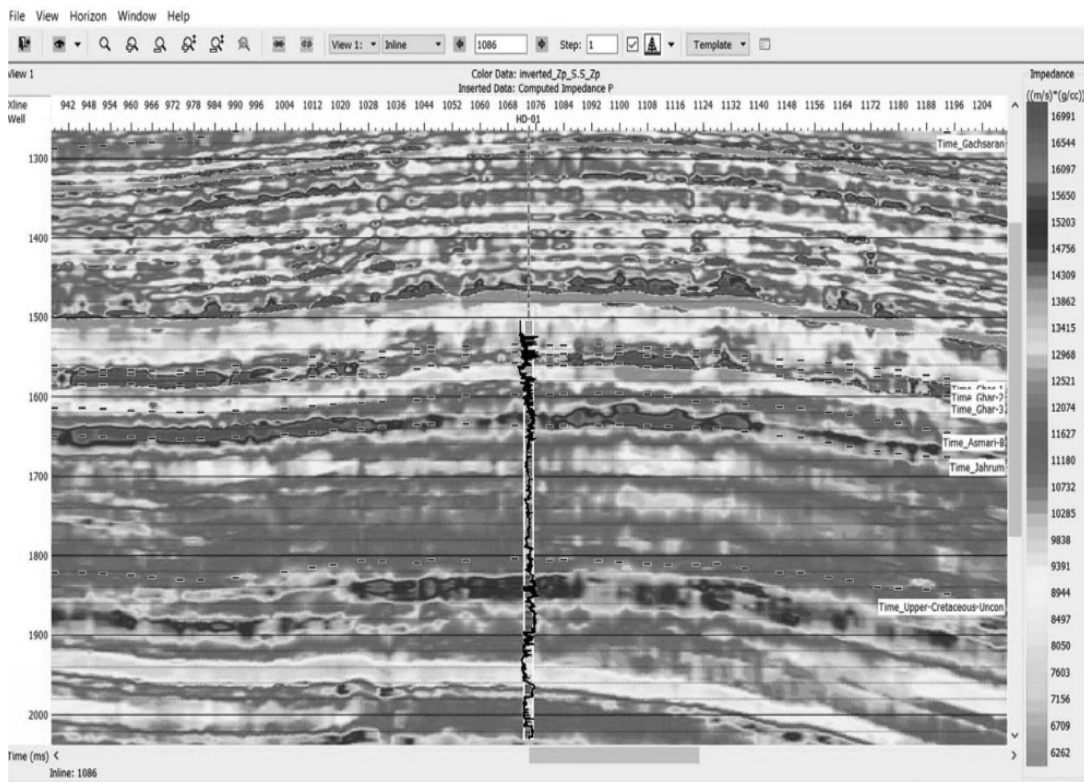 File View Horizon Window Help
View 1: Inline 1086 Step: 1 Template
View 1
Color Data: inverted_Zp_S.S_Zp
Inserted Data: Computed Impedance P
Impedance
((m/s)*(g/cc))
Xline 942 948 954 960 966 972 978 984 990 996 1004 1012 1020 1028 1036 1044 1052 1060 1068 1076 1084 1092 1100 1108 1116 1124 1132 1140 1148 1156 1164 1172 1180 1188 1196 1204
Well HD-01
Time_Gachsaran
1300
1400
1500
1600
1700
1800
1900
2000
Time_Ghar-1
Time_Ghar-2
Time_Ghar-3
Time_Asmari-B
Time_Jahrum
Time_Upper-Cretaceous-Uncon
16991
16544
16097
15650
15203
14756
14309
13862
13415
12968
12521
12074
11627
11180
10732
10285
9838
9391
8944
8497
8050
7603
7156
6709
6262
Time (ms)
Inline: 1086